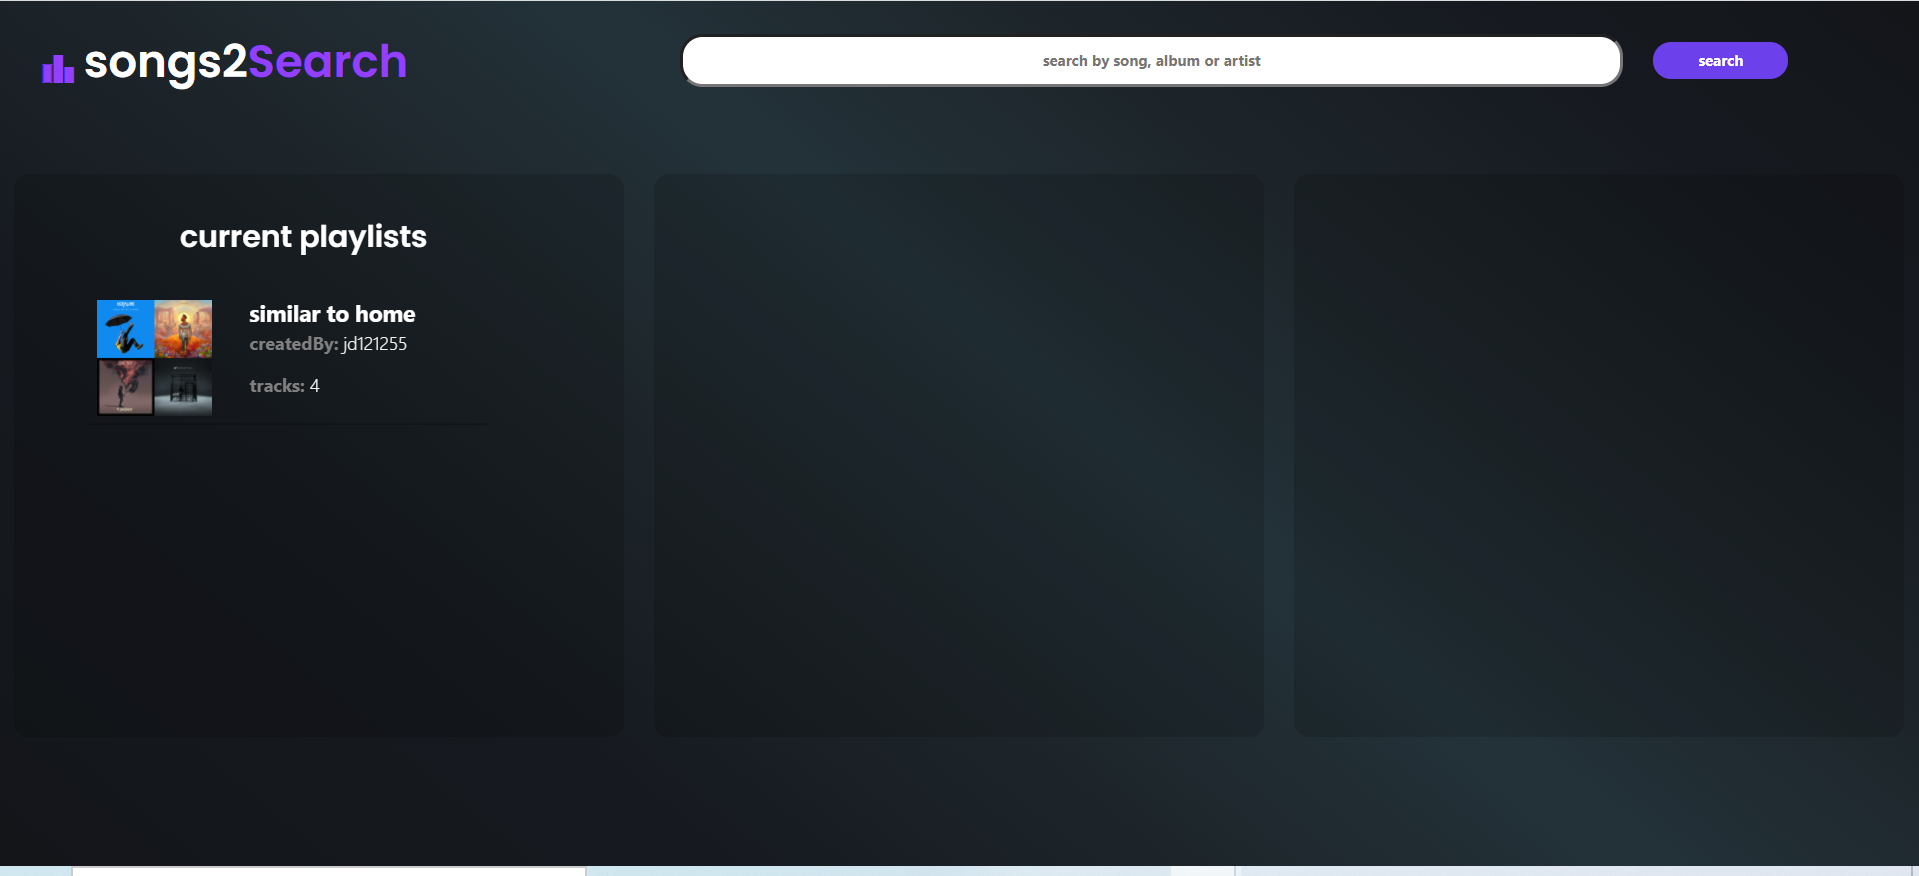 songs2Search
search by song, album or artist
search
current playlists
similar to home
createdBy: jd121255
tracks: 4